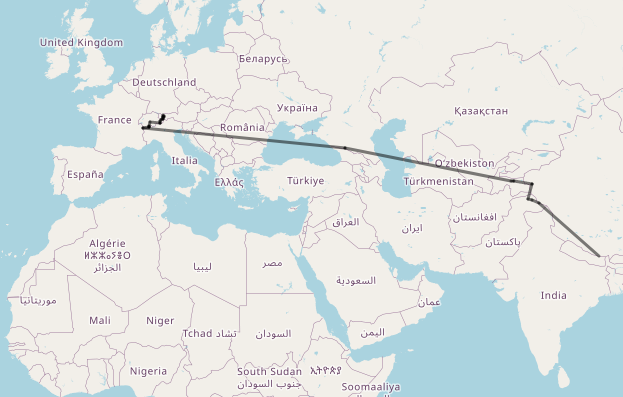 United Kingdom
Беларусь
Deutschland
Україна
Қазақстан
France
România
Italia
O'zbekiston
España
Ελλάς
Türkiye
Türkmenistan
افغانستان
العراق
ایران
پاکستان
Algérie
ⵍⵣⵣⴰⵢⴻⵔ
الجزائر
ليبيا
مصر
السعودية
India
موريتانيا
عمان
Mali
Niger
Tchad تشاد
السودان
اليمن
Nigeria
South Sudan
جنوب السودان
ኢትዮጵያ
Soomaaliya